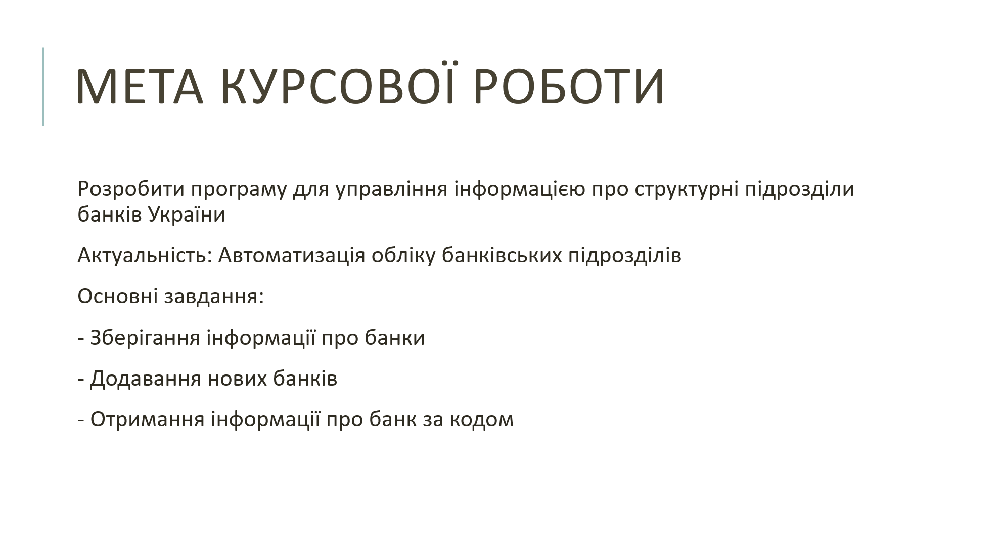 МЕТА КУРСОВОЇ РОБОТИ
Розробити програму для управління інформацією про структурні підрозділи
банків України
Актуальність: Автоматизація обліку банківських підрозділів
Основні завдання:
- Зберігання інформації про банки
- Додавання нових банків
- Отримання інформації про банк за кодом